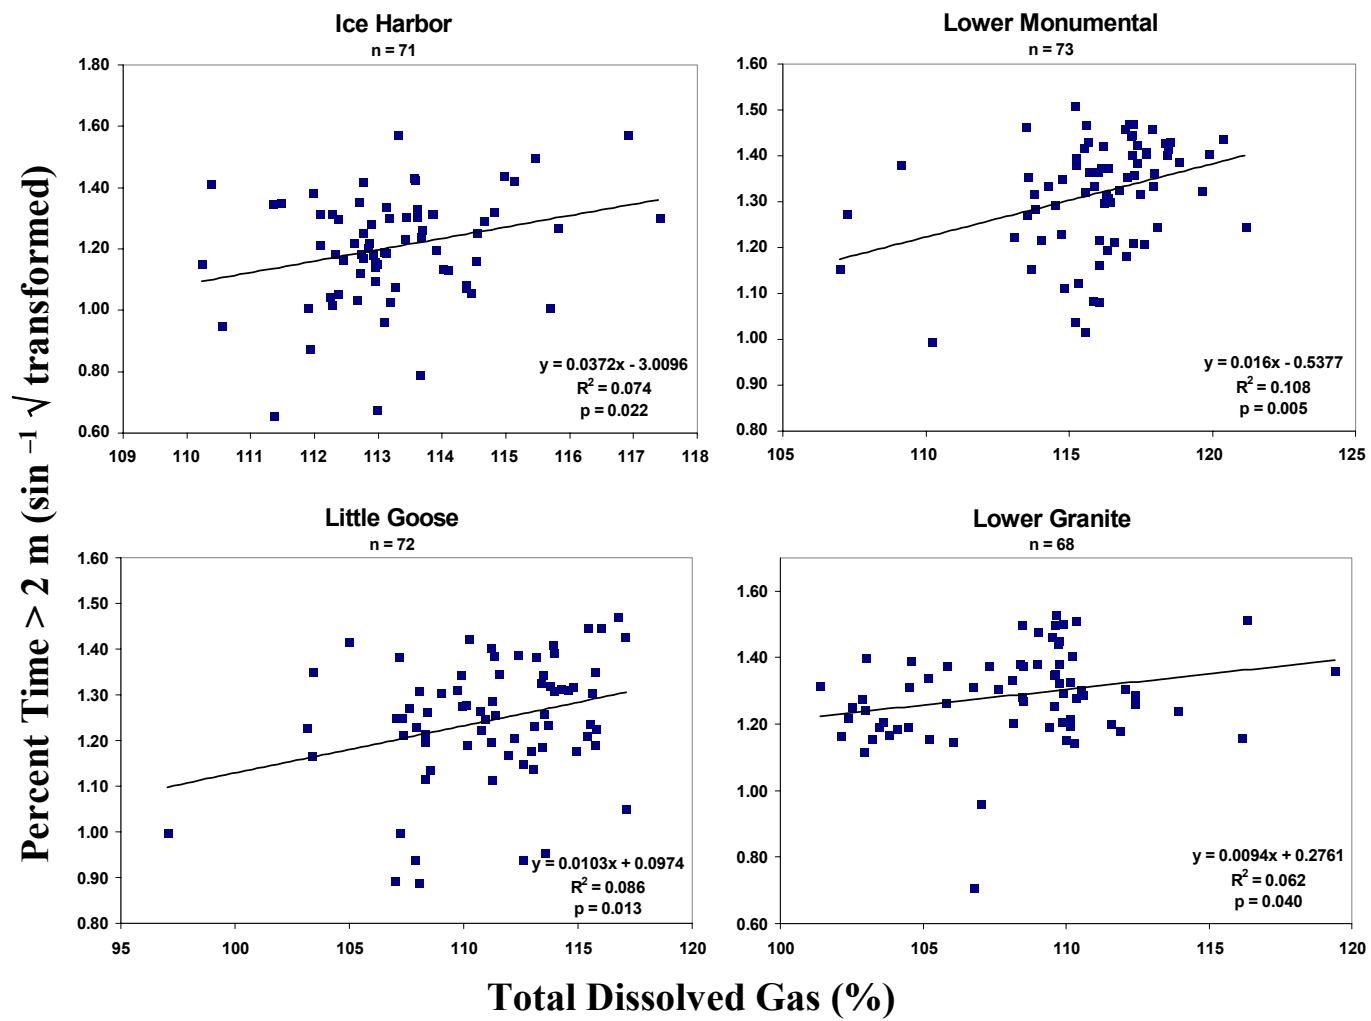 Ice Harbor
n = 71
1.80
1.60
1.40
1.20
1.00
0.80
0.60
109 110 111 112 113 114 115 116 117 118
y = 0.0372x - 3.0096
R² = 0.074
p = 0.022
Lower Monumental
n = 73
1.60
1.50
1.40
1.30
1.20
1.10
1.00
0.90
0.80
105 110 115 120 125
y = 0.016x - 0.5377
R² = 0.108
p = 0.005
Little Goose
n = 72
1.60
1.50
1.40
1.30
1.20
1.10
1.00
0.90
0.80
95 100 105 110 115 120
y = 0.0103x + 0.0974
R² = 0.086
p = 0.013
Lower Granite
n = 68
1.60
1.40
1.20
1.00
0.80
0.60
100 105 110 115 120
y = 0.0094x + 0.2761
R² = 0.062
p = 0.040
Percent Time > 2 m (sin ⁻¹ √ transformed)
Total Dissolved Gas (%)